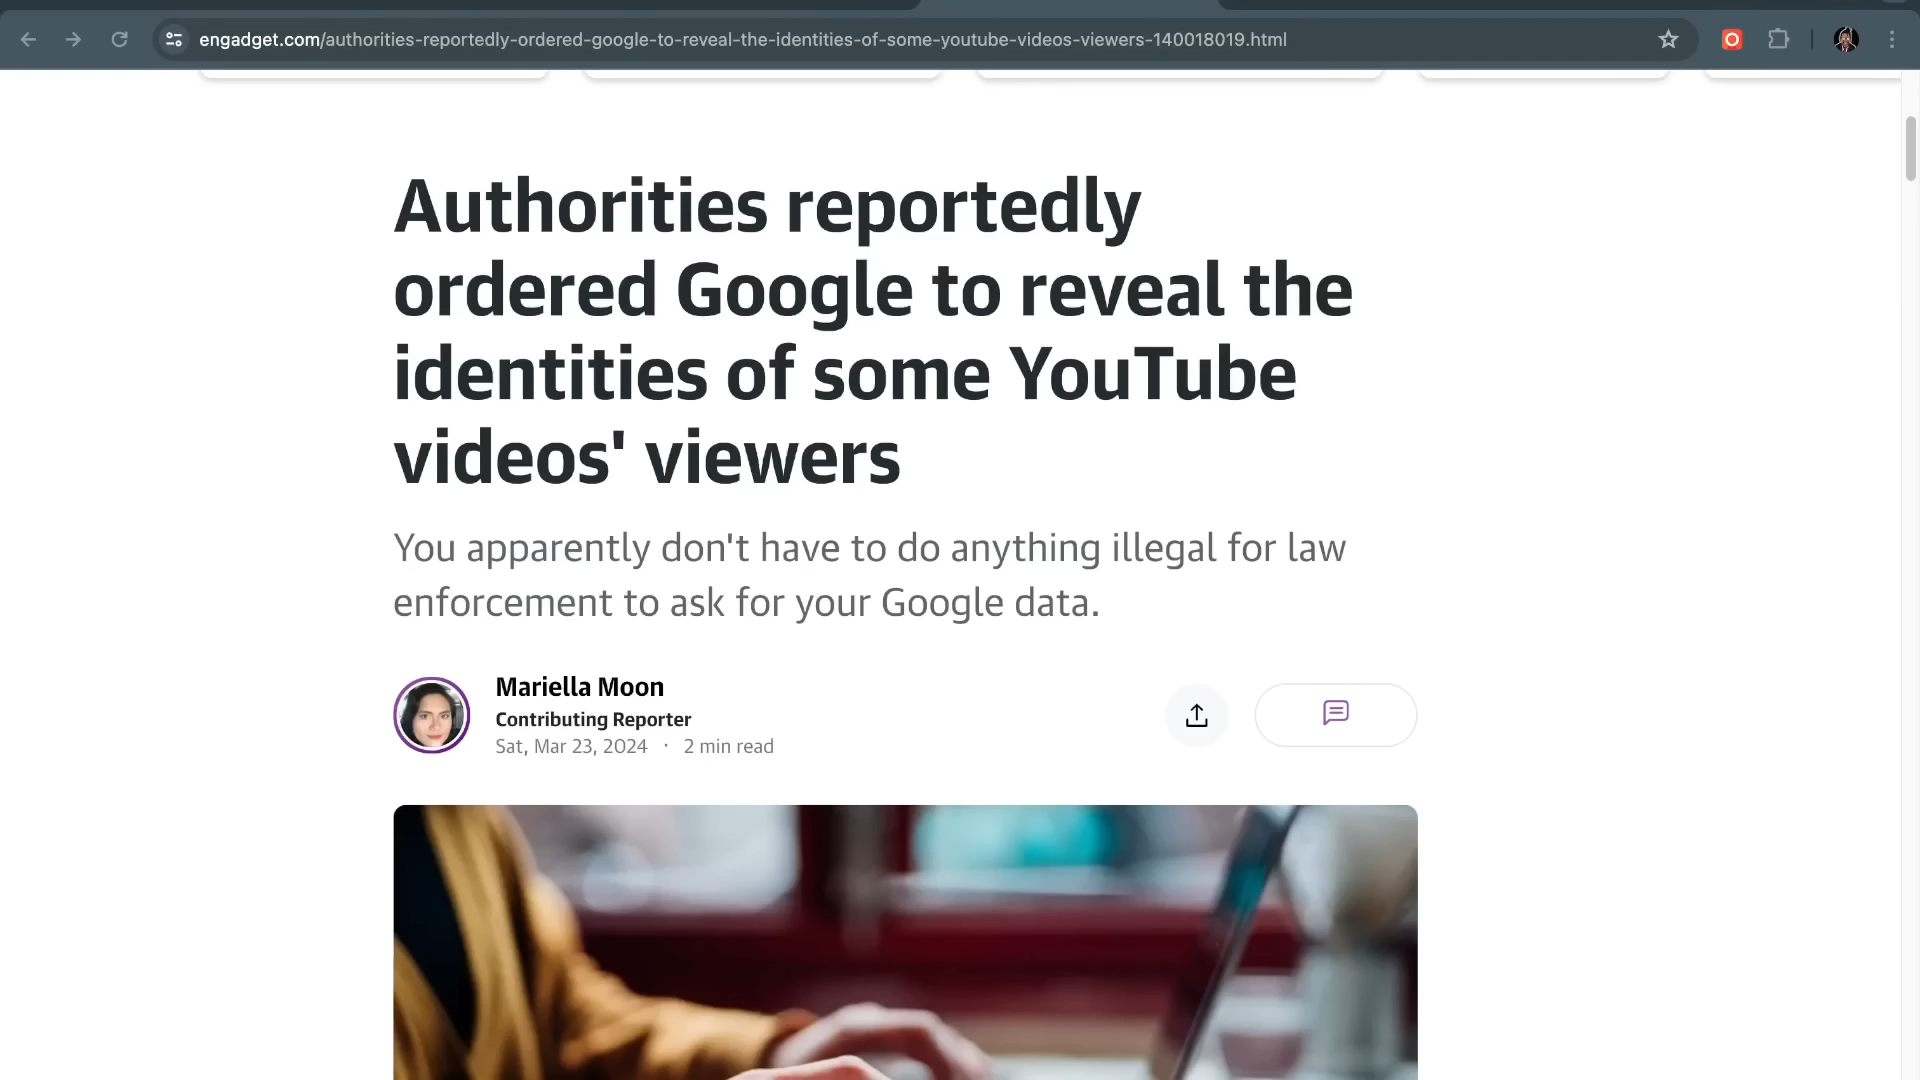 engadget.com/authorities-reportedly-ordered-google-to-reveal-the-identities-of-some-youtube-videos-viewers-140018019.html
Authorities reportedly
ordered Google to reveal the
identities of some YouTube
videos' viewers
You apparently don't have to do anything illegal for law
enforcement to ask for your Google data.
Mariella Moon
Contributing Reporter
Sat, Mar 23, 2024 · 2 min read